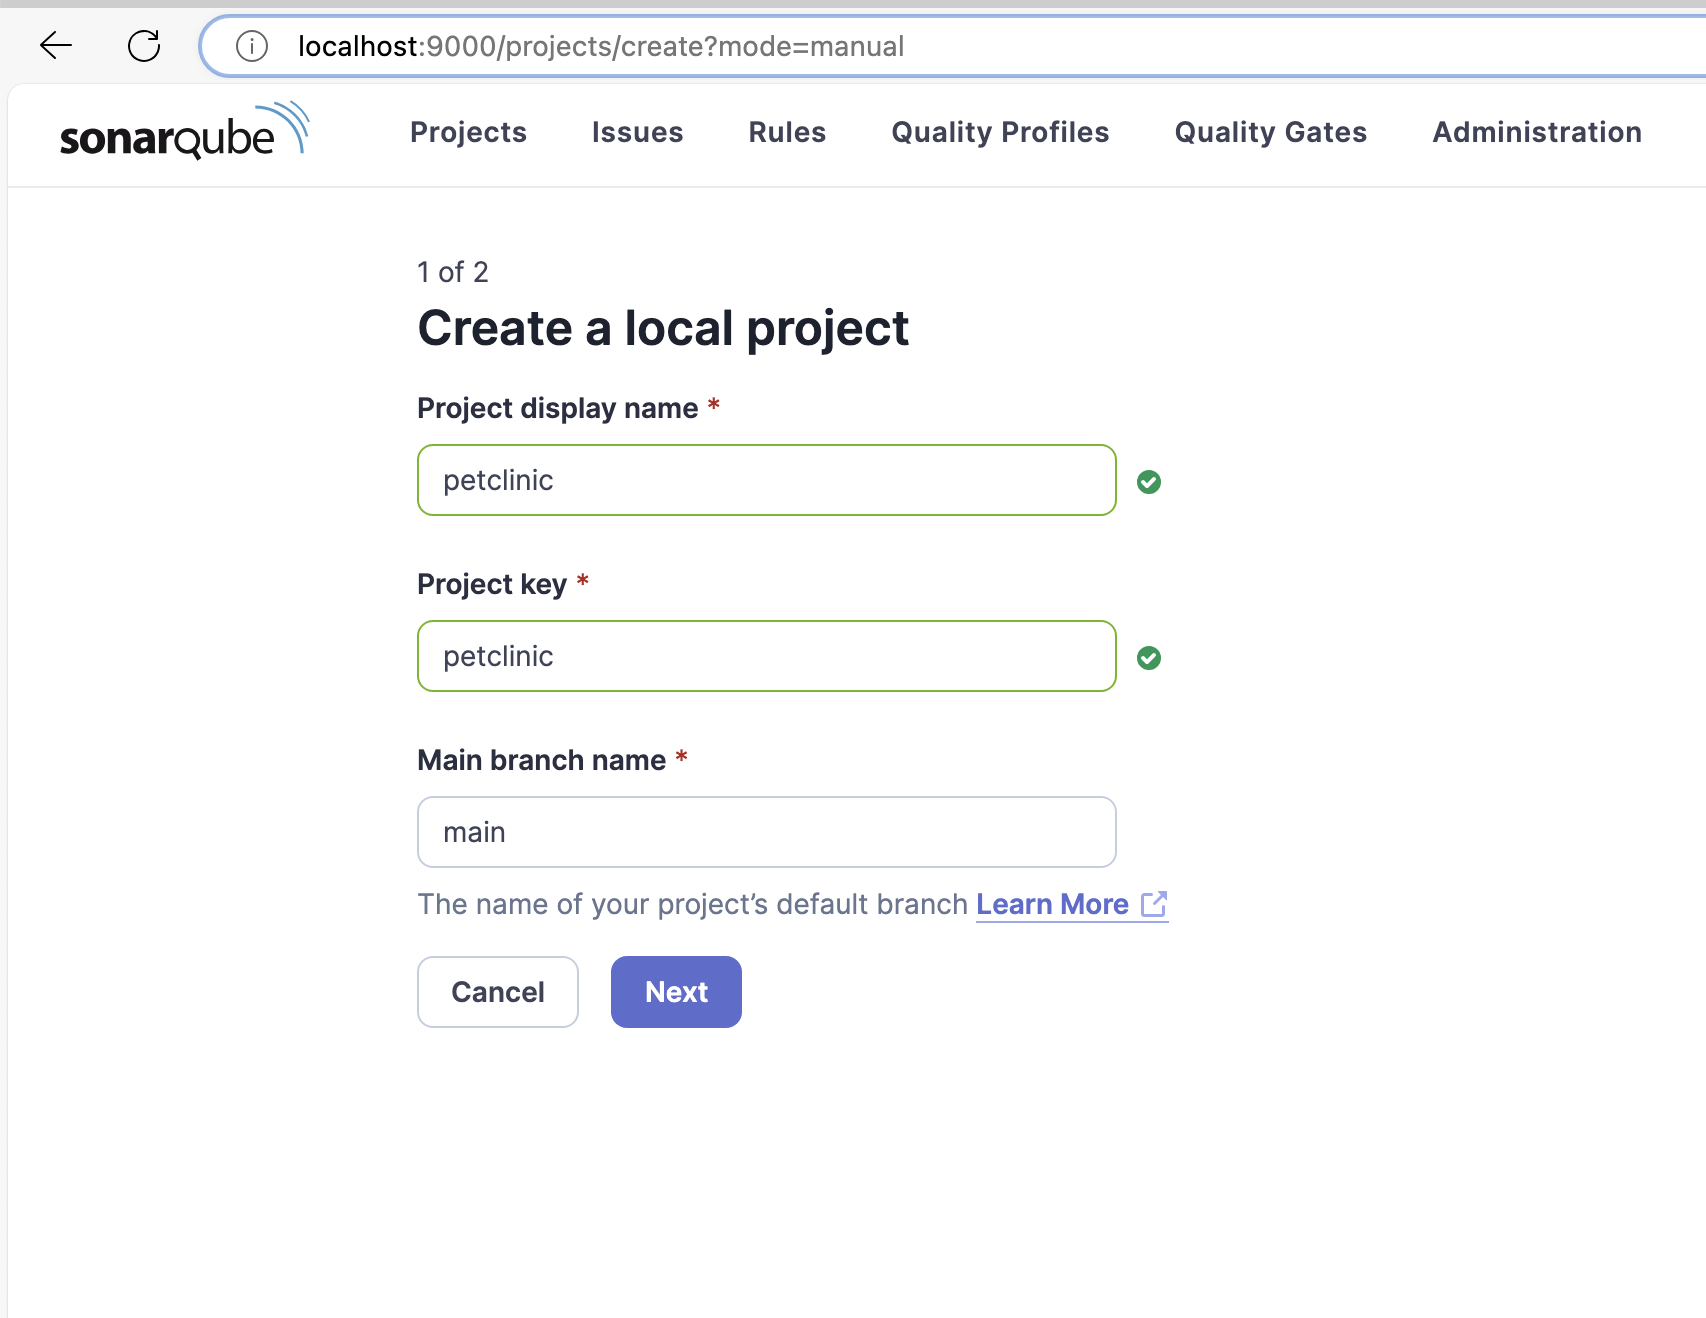 localhost:9000/projects/create?mode=manual
sonarqube Projects Issues Rules Quality Profiles Quality Gates Administration
1 of 2
Create a local project
Project display name *
petclinic
Project key *
petclinic
Main branch name *
main
The name of your project’s default branch Learn More
Cancel Next